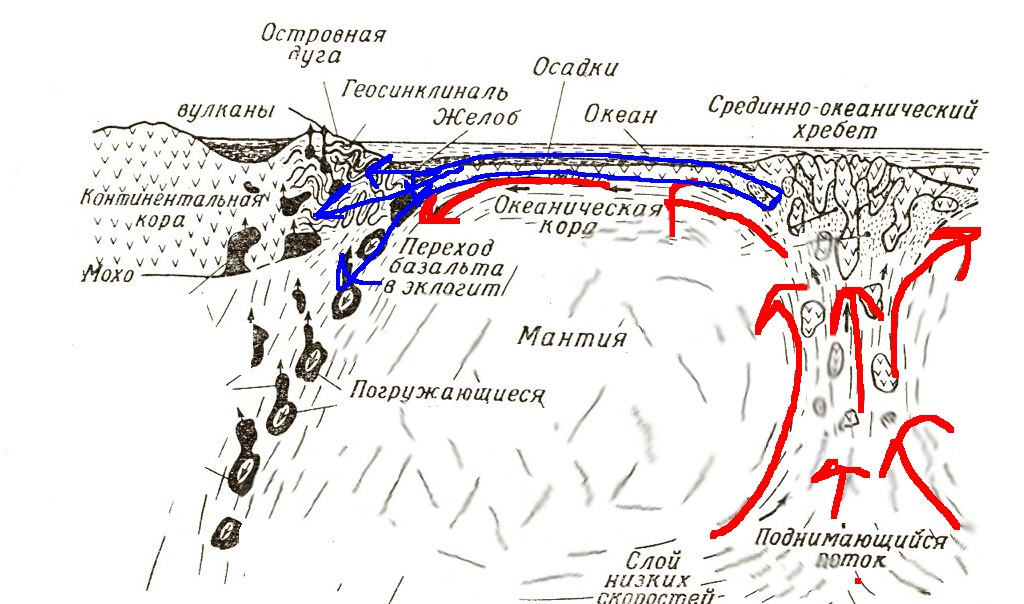 Островная
дуга
Осадки
Геосинклиналь
вулканы
Желоб
Океан
Срединно-океанический
хребет
Континентальная
кора
Океаническая
кора
Мохо
Переход
базальта
в эклогит
Мантия
Погружающиеся
Поднимающийся
поток
Слой
низких
скоростей